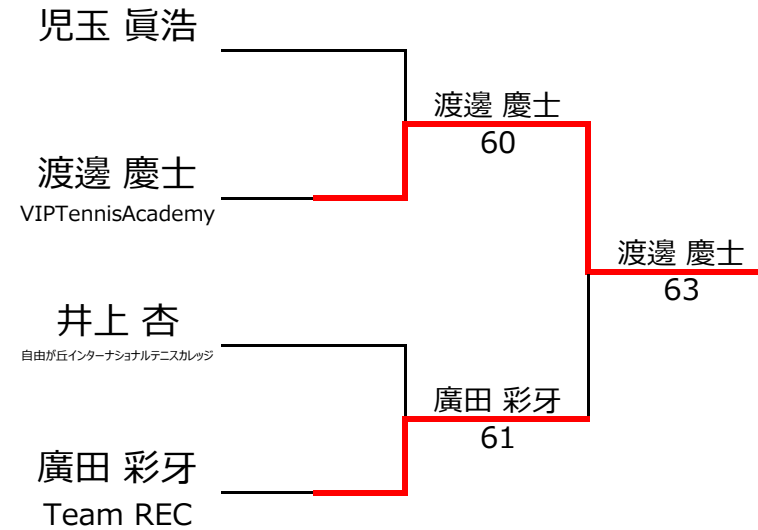 児玉 眞浩
渡邊 慶士
60
渡邊 慶士
VIPTennisAcademy
渡邊 慶士
63
井上 杏
自由が丘インターナショナルテニスカレッジ
廣田 彩牙
61
廣田 彩牙
Team REC